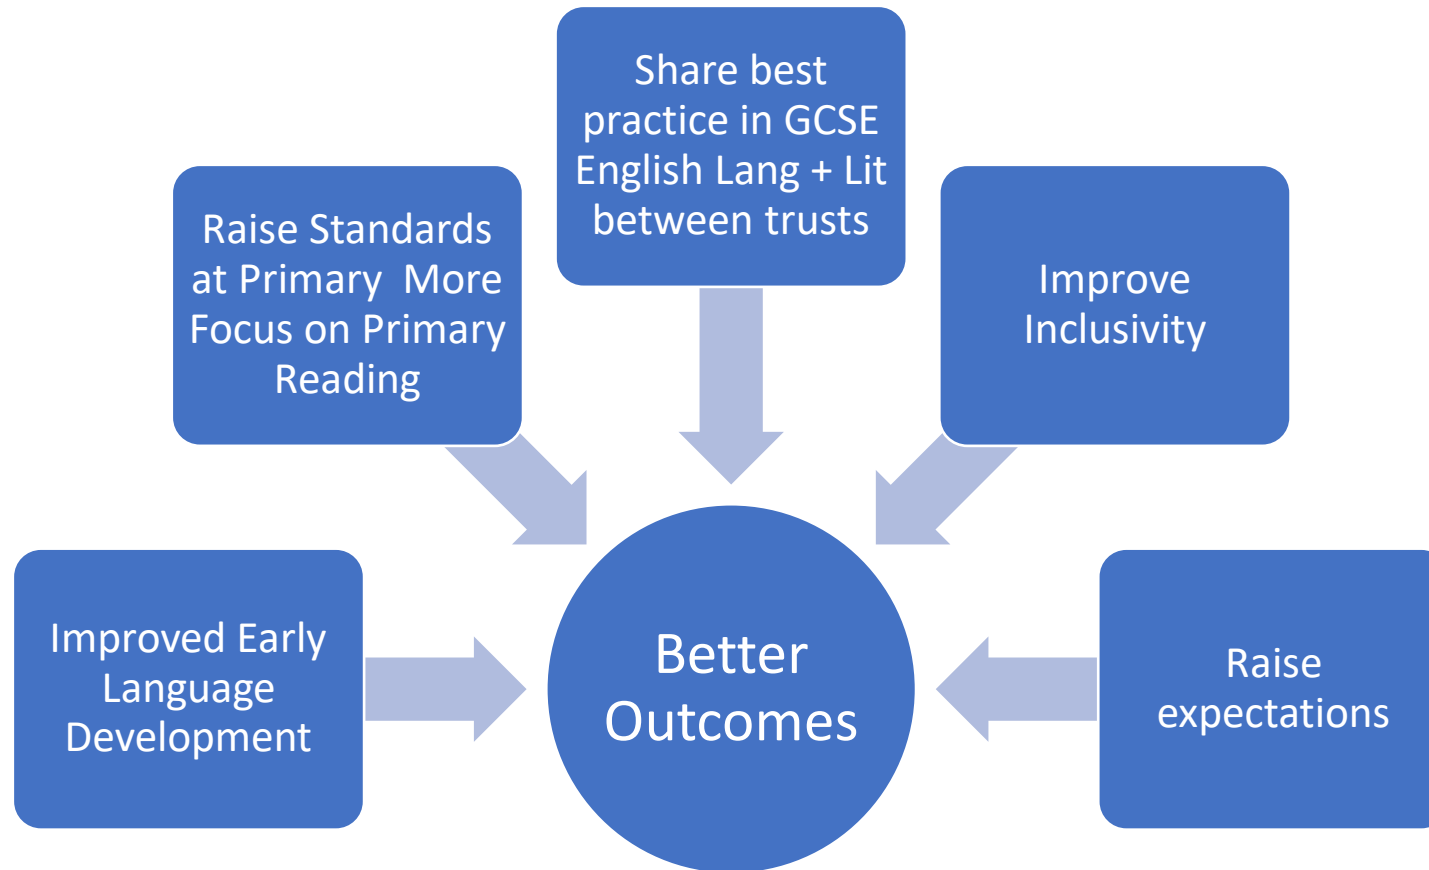 Share best
practice in GCSE
English Lang + Lit
between trusts
Raise Standards
at Primary  More
Focus on Primary
Reading
Improve
Inclusivity
Improved Early
Language
Development
Better
Outcomes
Raise
expectations